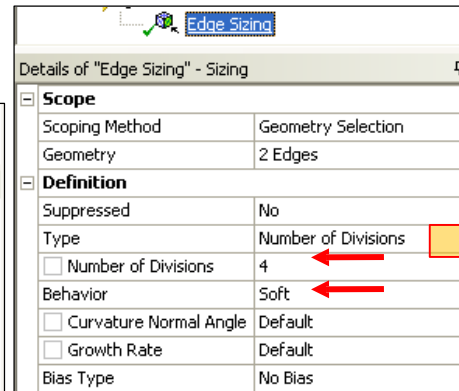 Edge Sizing
Details of "Edge Sizing" - Sizing
Scope
Scoping Method Geometry Selection
Geometry 2 Edges
Definition
Suppressed No
Type Number of Divisions
Number of Divisions 4
Behavior Soft
Curvature Normal Angle Default
Growth Rate Default
Bias Type No Bias